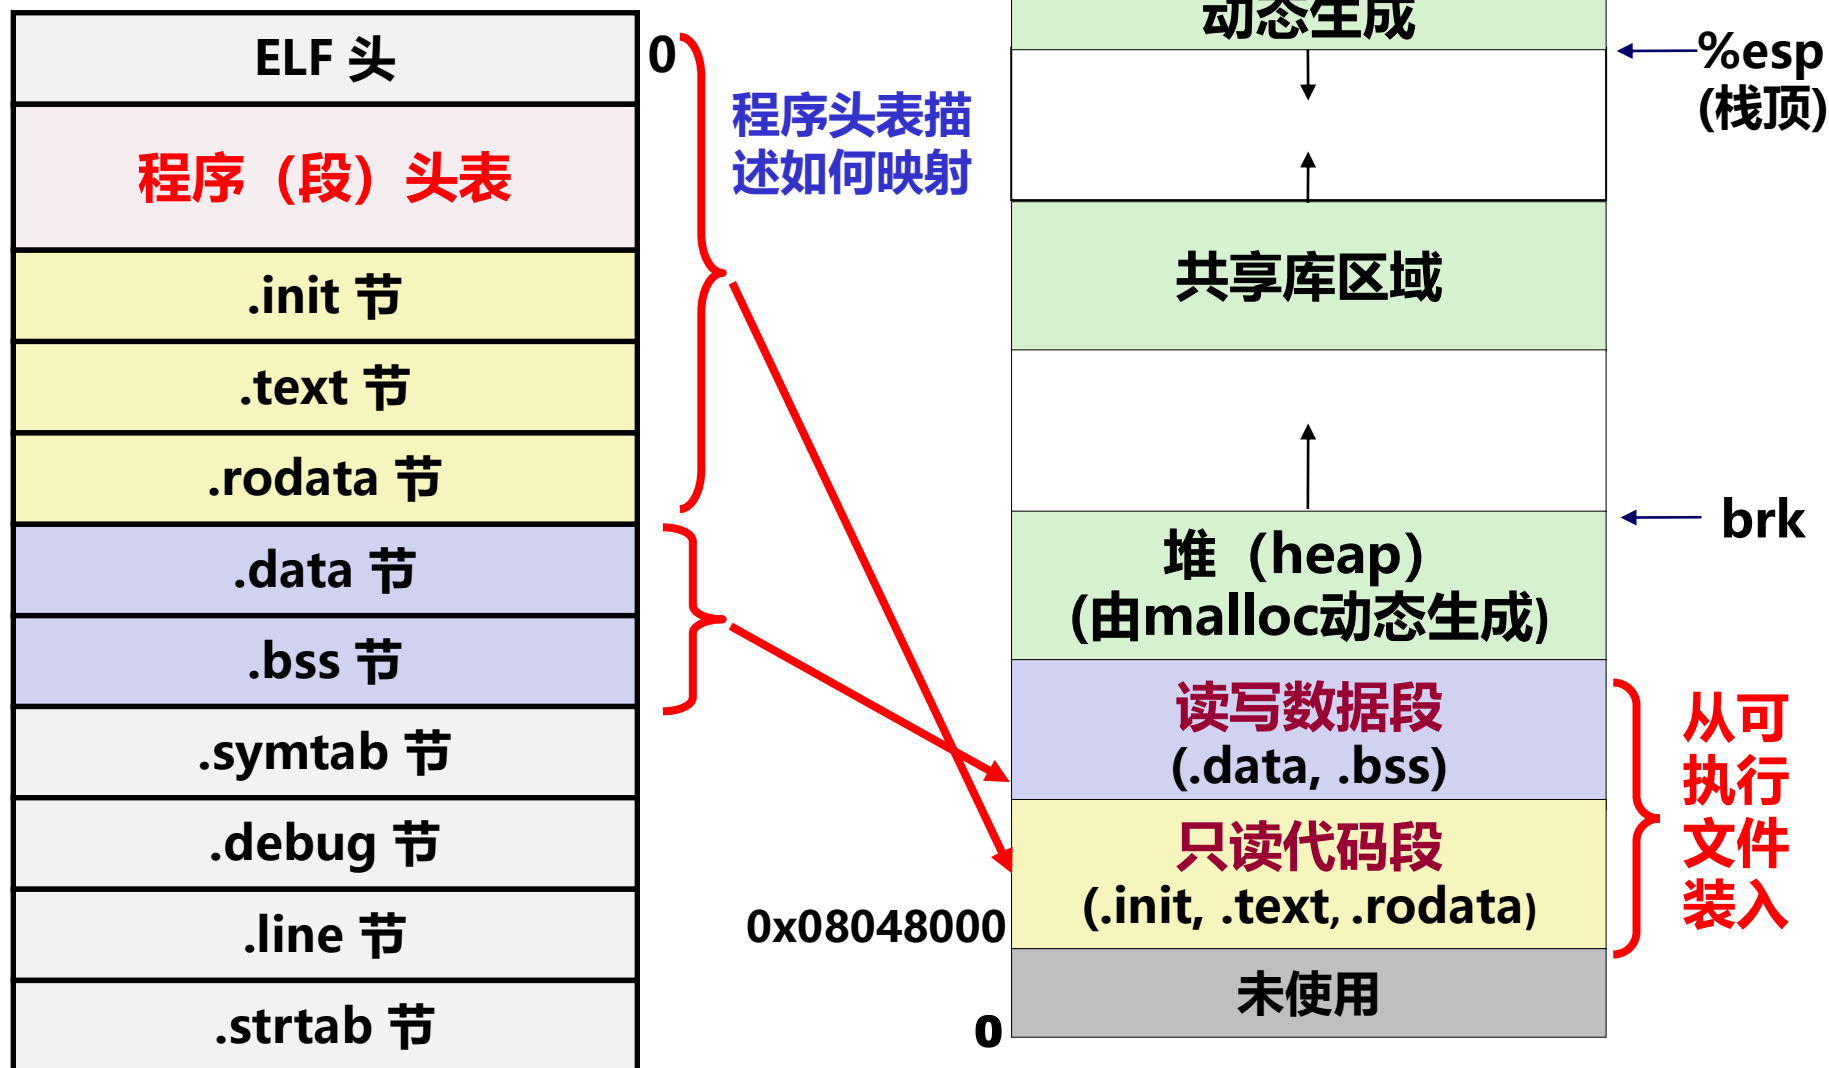 ELF 头
0
程序（段）头表
.init 节
.text 节
.rodata 节
.data 节
.bss 节
.symtab 节
.debug 节
.line 节
.strtab 节
程序头表描
述如何映射
动态生成
%esp
(栈顶)
共享库区域
brk
堆（heap）
(由malloc动态生成)
读写数据段
(.data, .bss)
只读代码段
(.init, .text, .rodata)
0x08048000
未使用
0
从可
执行
文件
装入